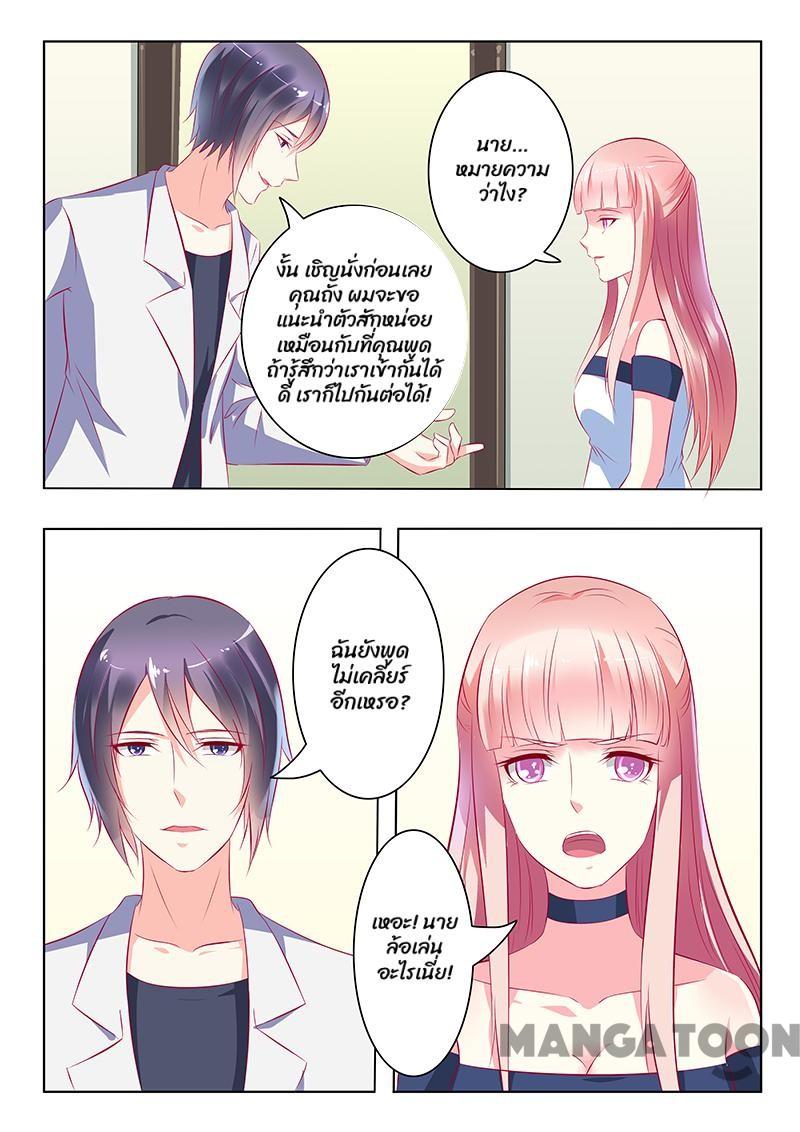 นาย...
หมายความ
ว่าไง?
งั้น เชิญนั่งก่อนเลย
คุณถัง ผมจะขอ
แนะนำตัวสักหน่อย
เหมือนกับที่คุณพูด
ถ้ารู้สึกว่าเราเข้ากันได้
ดี เราก็ไปกันต่อได้!
ฉันยังพูด
ไม่เคลียร์
อีกเหรอ?
เหอะ! นาย
ล้อเล่น
อะไรเนี่ย!
MANGATOON